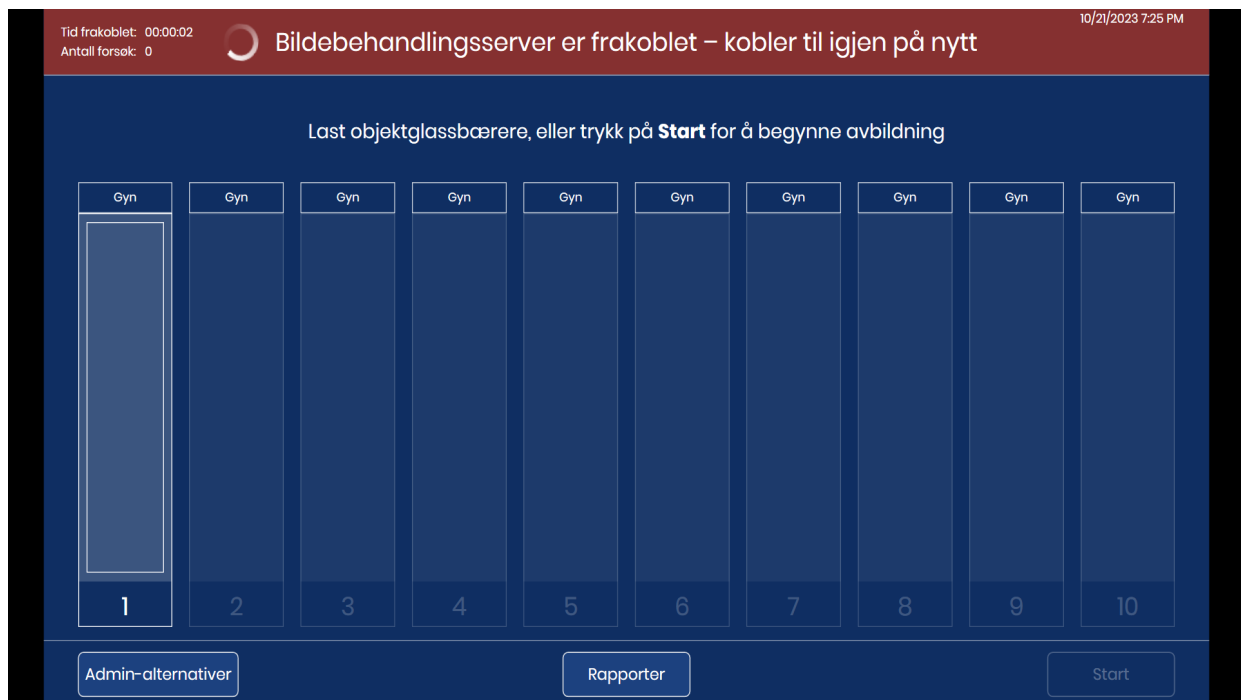 10/21/2023 7:25 PM
Tid frakoblet: 00:00:02
Antall forsøk: 0
Bildebehandlingsserver er frakoblet – kobler til igjen på nytt
Last objektglassbærere, eller trykk på Start for å begynne avbildning
Gyn Gyn Gyn Gyn Gyn Gyn Gyn Gyn Gyn Gyn
1 2 3 4 5 6 7 8 9 10
Admin-alternativer Rapporter Start